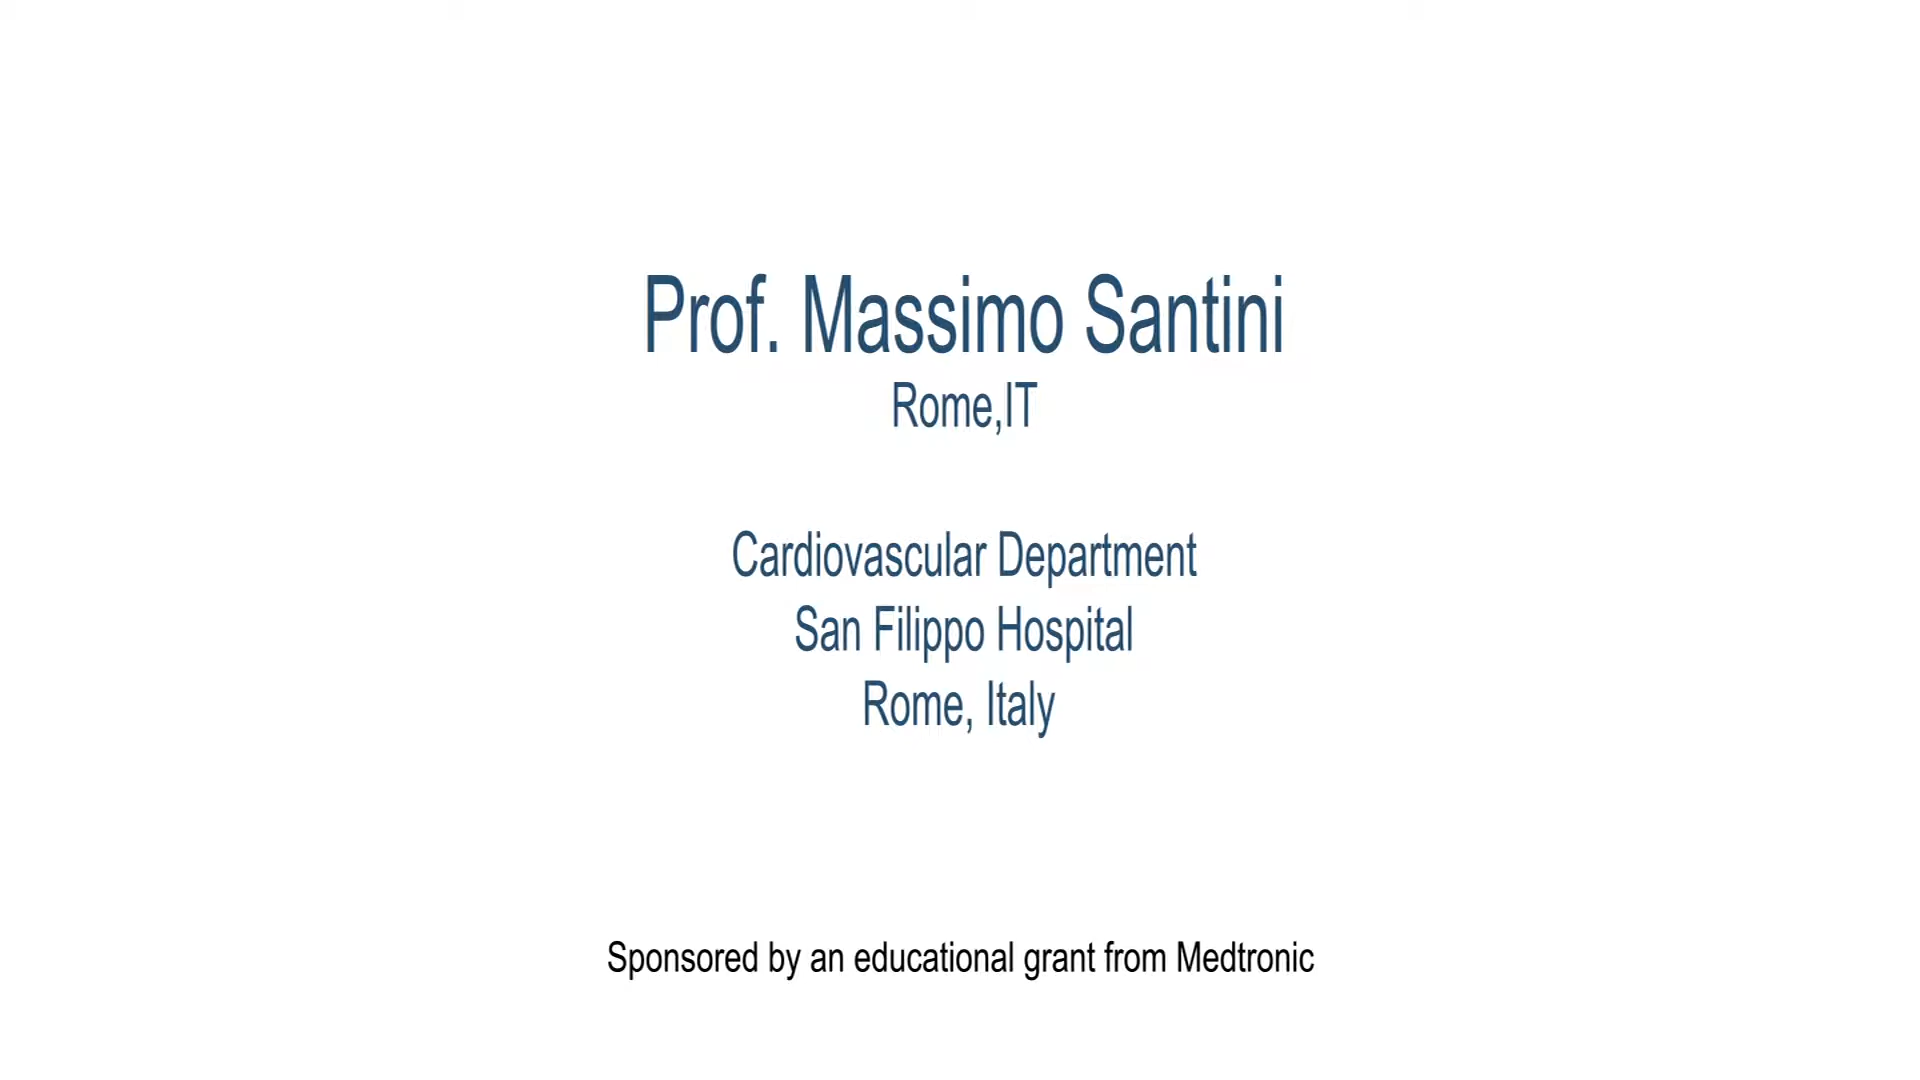 Prof. Massimo Santini
Rome,IT
Cardiovascular Department
San Filippo Hospital
Rome, Italy
Sponsored by an educational grant from Medtronic